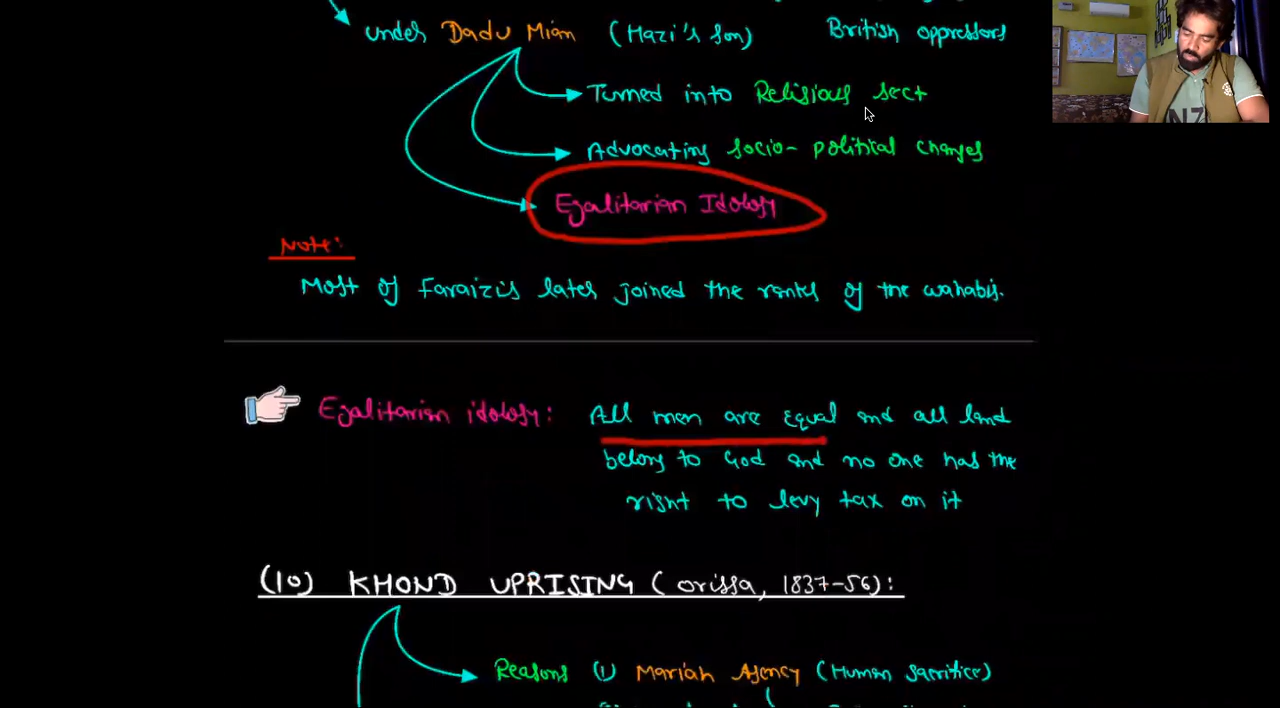 under Dadu Mian (Hazi's son) British oppressors
Turned into Religious sect
Advocating socio-political changes
Egalitarian Idology
Note:
Most of Faraizis later joined the ranks of the wahabis.
Egalitarian idology: All men are equal and all land
belong to God and no one has the
right to levy tax on it
(10) KHOND UPRISING (orissa, 1837-56):
Reasons (1) Mariah Agency (Human sacrifice)